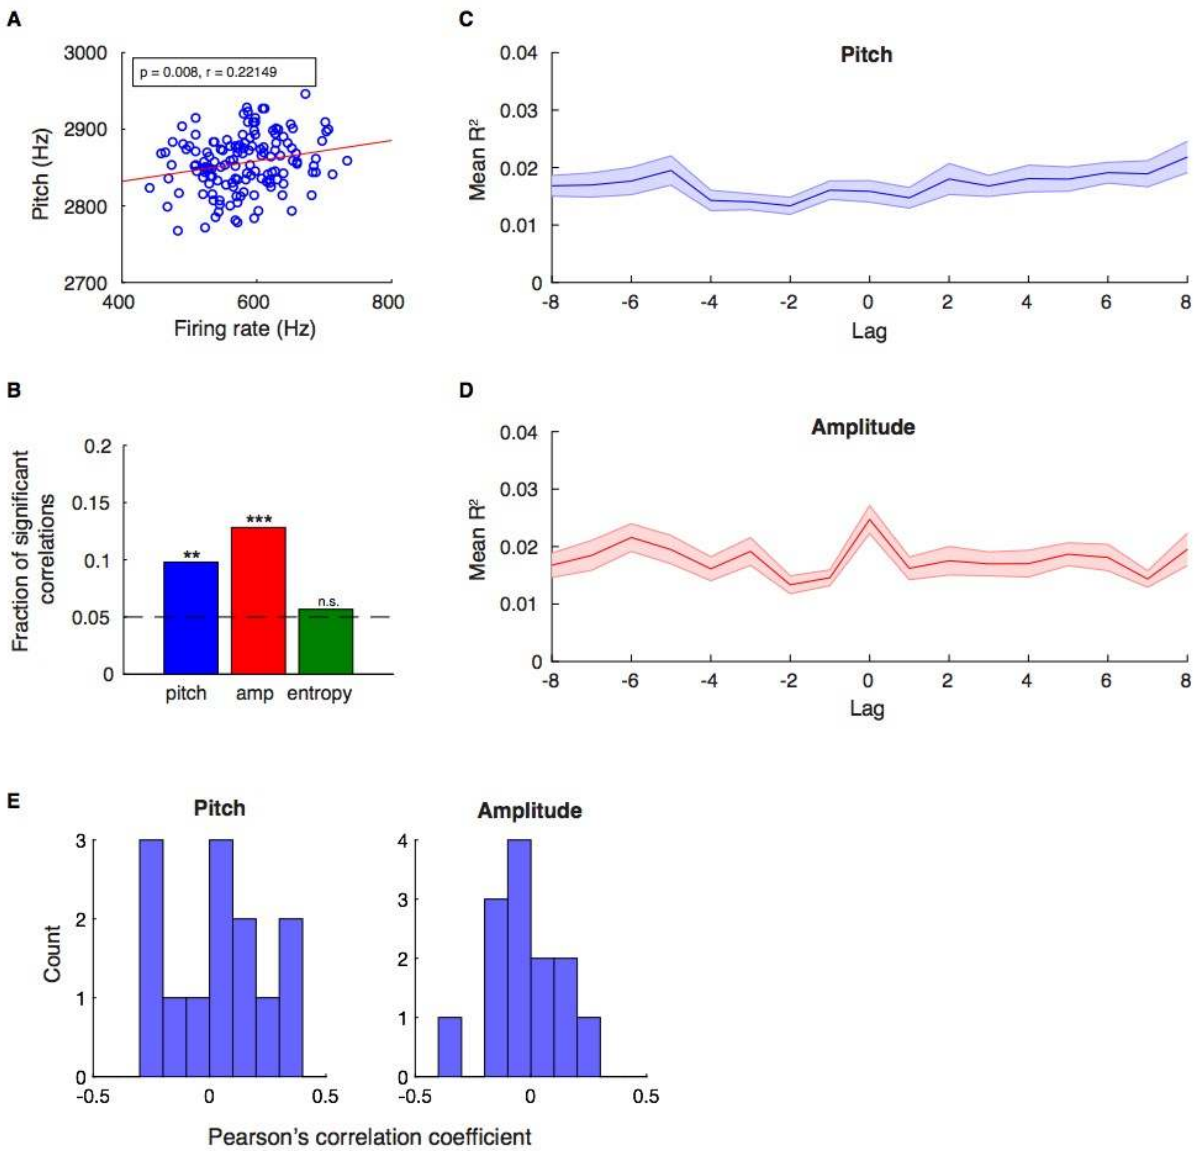 A
3000
2900
2800
2700
Pitch (Hz)
p = 0.008, r = 0.22149
400
600
800
Firing rate (Hz)
C
Pitch
0.04
0.03
0.02
0.01
0
Mean R²
-8
-6
-4
-2
0
2
4
6
8
Lag
B
0.2
0.15
0.1
0.05
0
Fraction of significant
correlations
**
***
n.s.
pitch
amp
entropy
D
Amplitude
0.04
0.03
0.02
0.01
0
Mean R²
-8
-6
-4
-2
0
2
4
6
8
Lag
E
Pitch
3
2
1
0
Count
-0.5
0
0.5
Amplitude
4
3
2
1
0
-0.5
0
0.5
Pearson's correlation coefficient